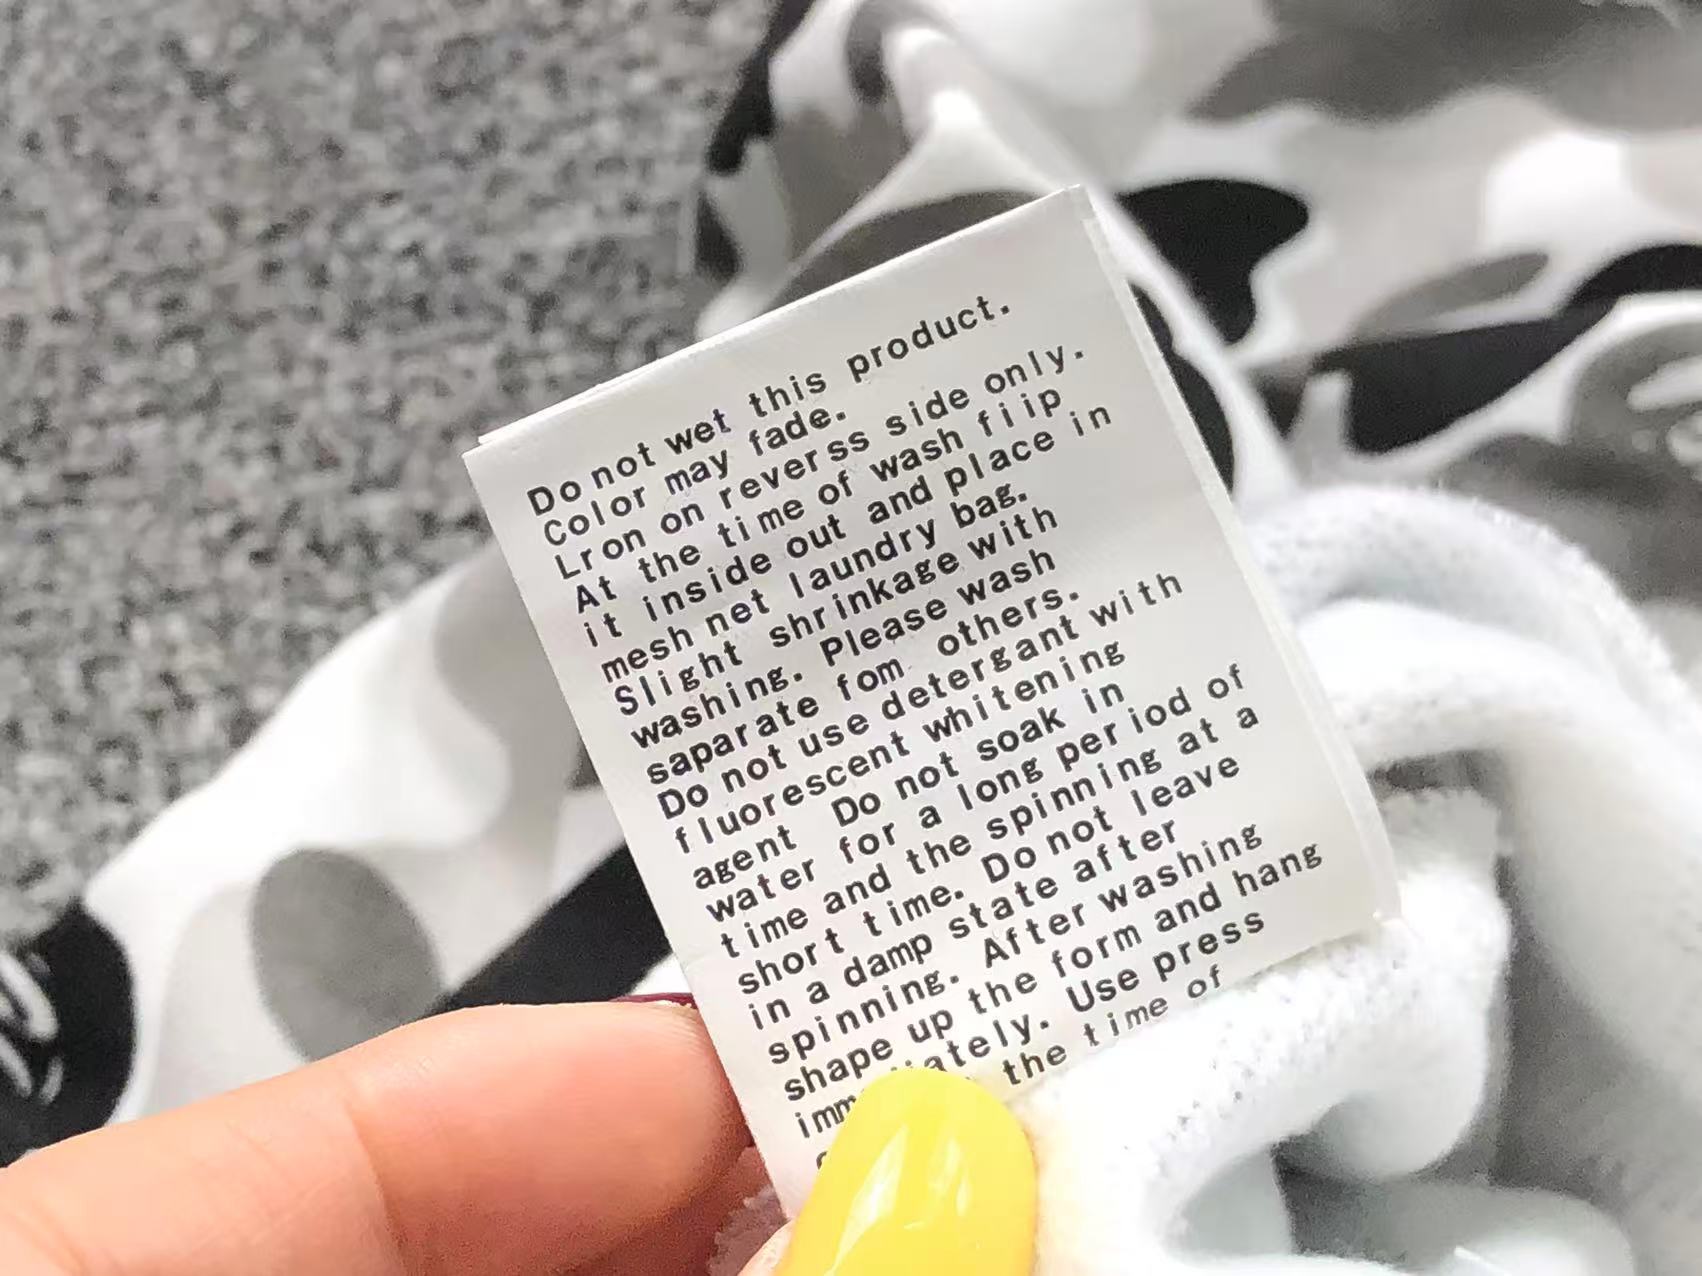 Do not wet this product.
Color may fade.
Lron on reverss side only.
At the time of wash fiip
it inside out and place in
mesh net laundry bag.
Slight shrinkage with
washing. Please wash
saparate fom others.
Do not use detergant with
fluorescent whitening
agent Do not soak in
water for a long period of
time and the spinning at a
short time. Do not leave
in a damp state after
spinning. After washing
shape up the form and hang
Use press
the time of